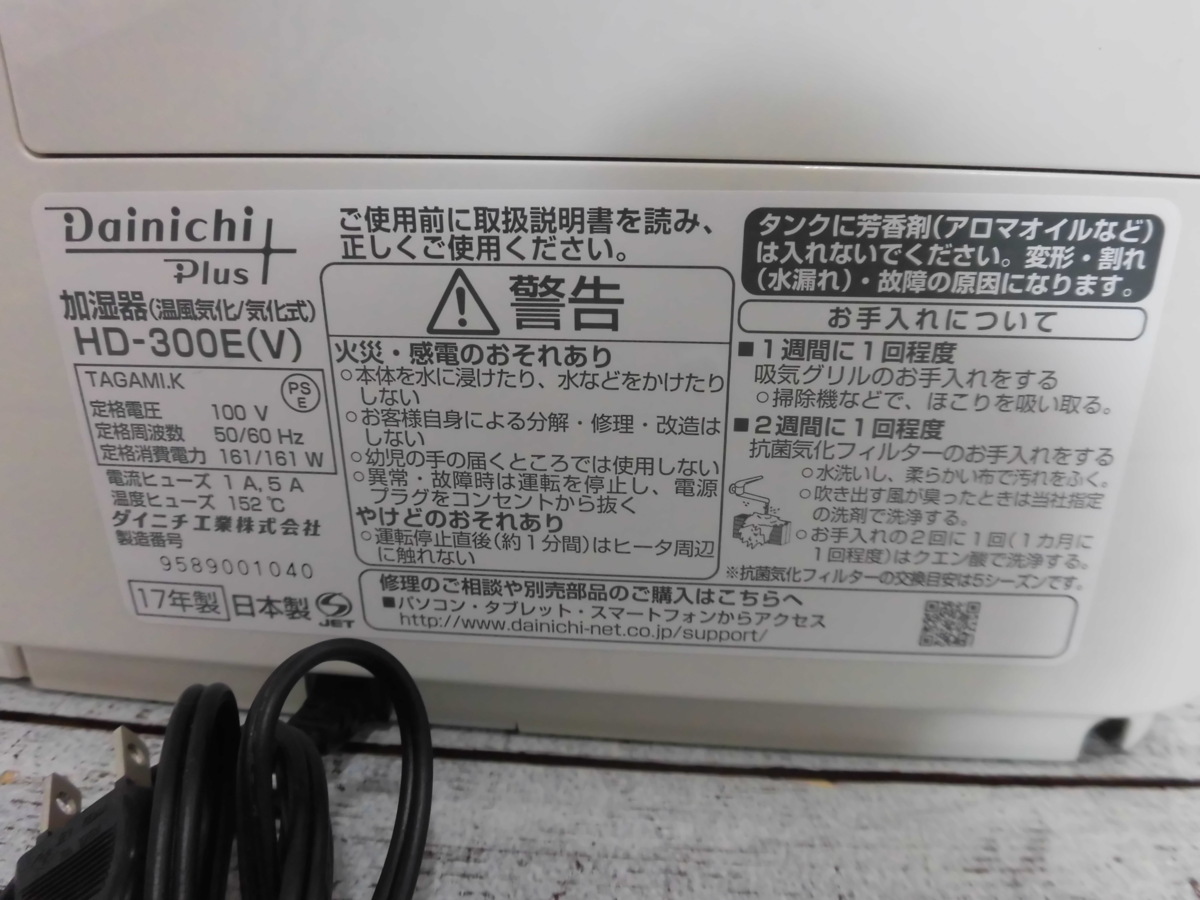 Dainichi
Plus
加湿器(温風気化/気化式)
HD-300E(V)
TAGAMI.K
PS
E
定格電圧 100 V
定格周波数 50/60 Hz
定格消費電力 161/161 W
電流ヒューズ 1 A, 5 A
温度ヒューズ 152 ℃
ダイニチ工業株式会社
製造番号
9589001040
17年製 日本製
JET
ご使用前に取扱説明書を読み、
正しくご使用ください。
警告
火災・感電のおそれあり
○本体を水に浸けたり、水などをかけたり
しない
○お客様自身による分解・修理・改造は
しない
○幼児の手の届くところでは使用しない
○異常・故障時は運転を停止し、電源
プラグをコンセントから抜く
やけどのおそれあり
○運転停止直後(約1分間)はヒータ周辺
に触れない
タンクに芳香剤(アロマオイルなど)
は入れないでください。変形・割れ
(水漏れ)・故障の原因になります。
お手入れについて
■1週間に1回程度
吸気グリルのお手入れをする
○掃除機などで、ほこりを吸い取る。
■2週間に1回程度
抗菌気化フィルターのお手入れをする
○水洗いし、柔らかい布で汚れをふく。
○吹き出す風が臭ったときは当社指定
の洗剤で洗浄する。
○お手入れの2回に1回(1カ月に
1回程度)はクエン酸で洗浄する。
※抗菌気化フィルターの交換目安は5シーズンです。
修理のご相談や別売部品のご購入はこちらへ
■パソコン・タブレット・スマートフォンからアクセス
http://www.dainichi-net.co.jp/support/